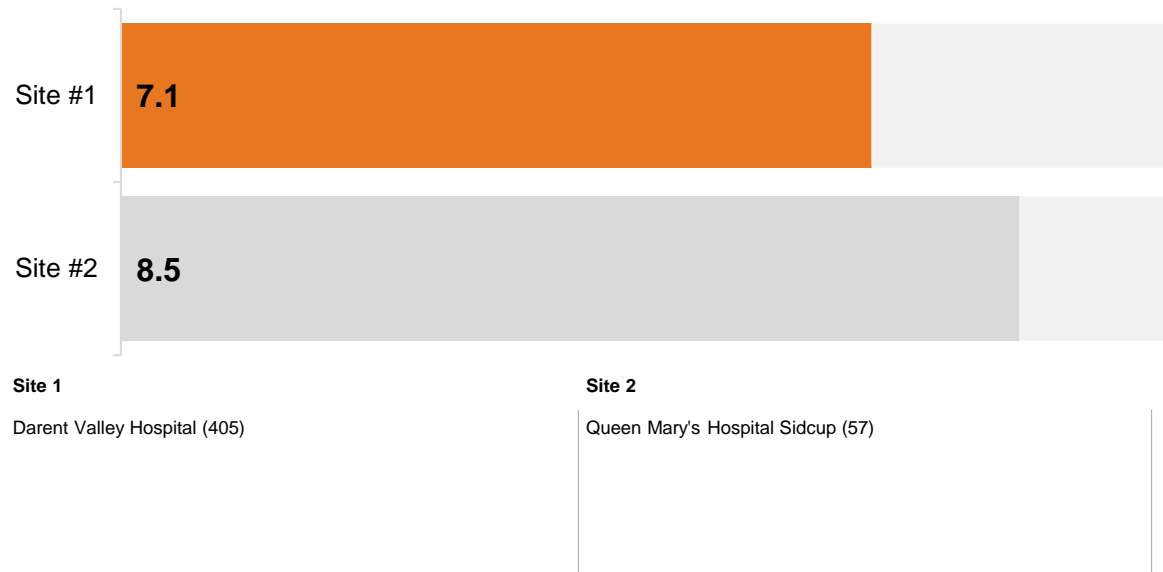 Site #1
7.1
Site #2
8.5
Site 1
Darent Valley Hospital (405)
Site 2
Queen Mary's Hospital Sidcup (57)